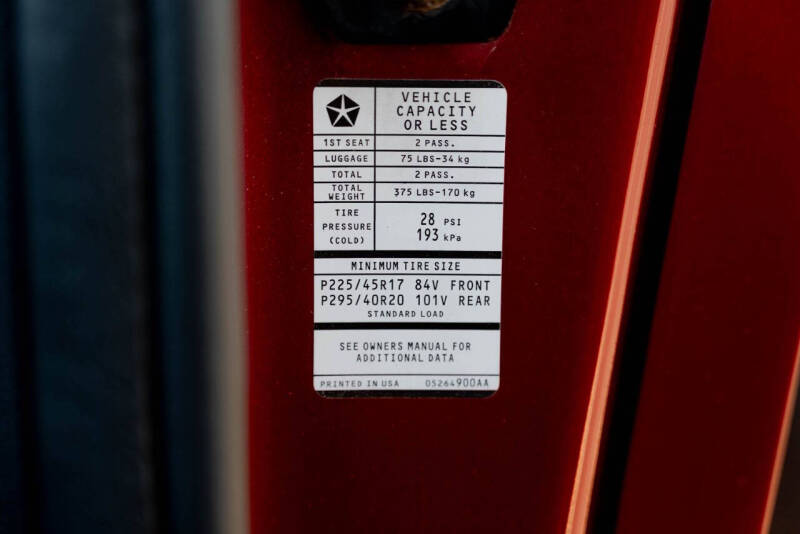 VEHICLE
CAPACITY
OR LESS
1ST SEAT 2 PASS.
LUGGAGE 75 LBS-34 kg
TOTAL 2 PASS.
TOTAL WEIGHT 375 LBS-170 kg
TIRE PRESSURE (COLD) 28 PSI
193 kPa
MINIMUM TIRE SIZE
P225/45R17 84V FRONT
P295/40R20 101V REAR
STANDARD LOAD
SEE OWNERS MANUAL FOR
ADDITIONAL DATA
PRINTED IN USA 05264900AA